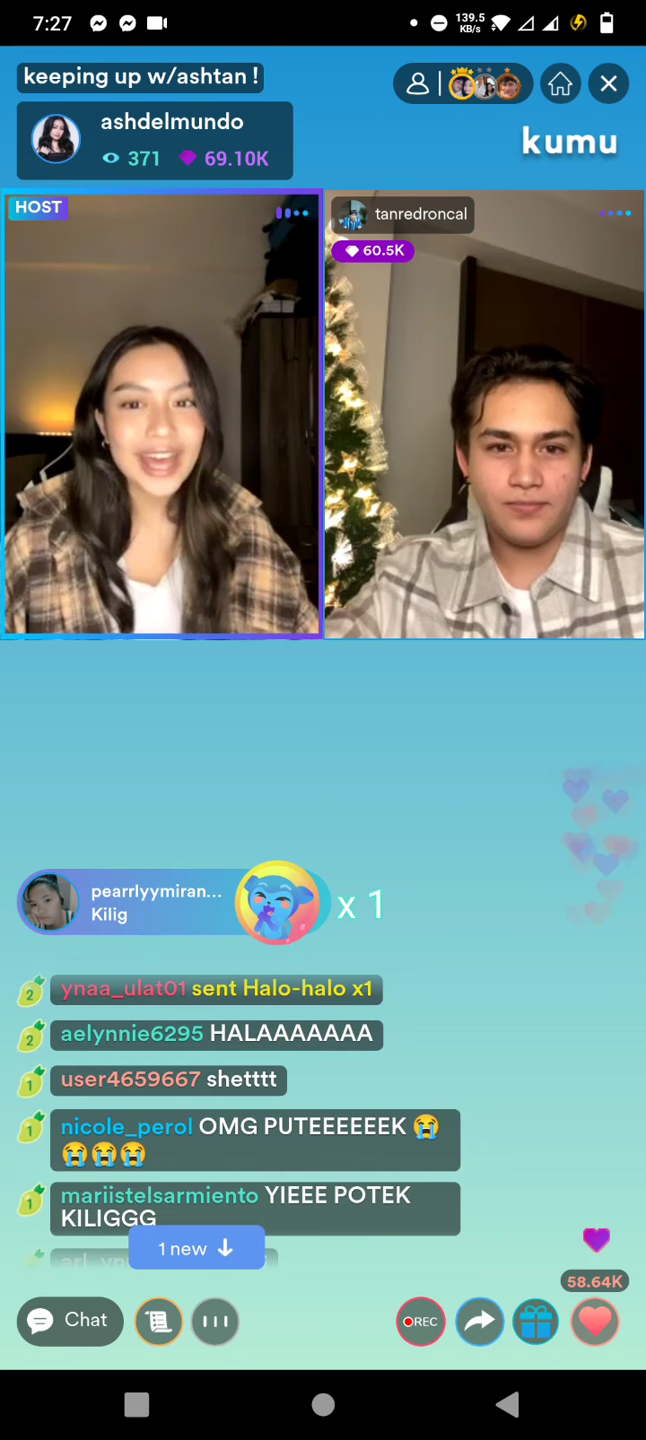 7:27
139.5
KB/s
keeping up w/ashtan !
ashdelmundo
371
69.10K
kumu
HOST
tanredroncal
60.5K
pearrlyymiran...
Kilig
x 1
2
ynaa_ulat01 sent Halo-halo x1
2
aelynnie6295 HALAAAAAAA
1
user4659667 shetttt
1
nicole_perol OMG PUTEEEEEEK 😭
😭😭😭
1
mariistelsarmiento YIEEE POTEK
KILIGGG
1 new
58.64K
Chat
REC